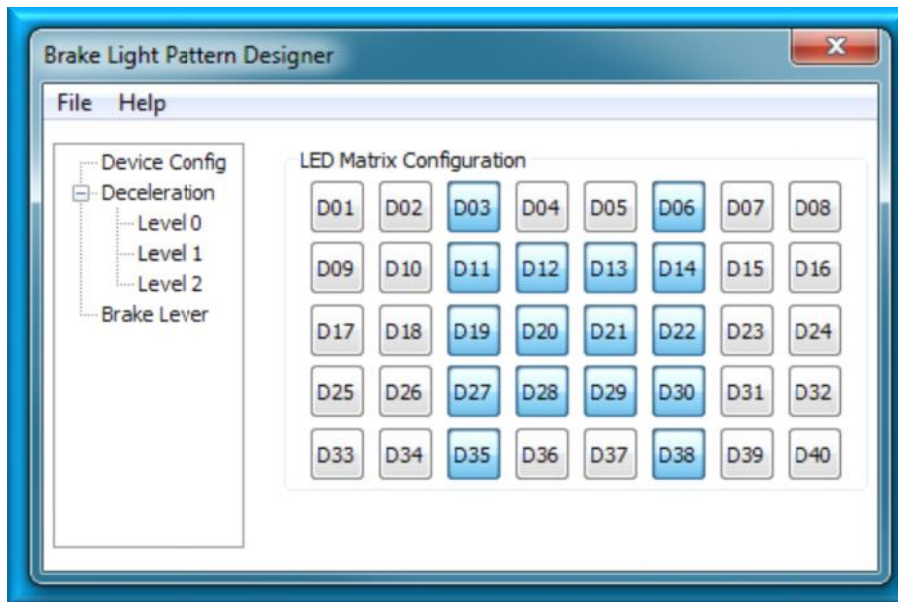 Brake Light Pattern Designer
File Help
Device Config
Deceleration
Level 0
Level 1
Level 2
Brake Lever
LED Matrix Configuration
D01 D02 D03 D04 D05 D06 D07 D08
D09 D10 D11 D12 D13 D14 D15 D16
D17 D18 D19 D20 D21 D22 D23 D24
D25 D26 D27 D28 D29 D30 D31 D32
D33 D34 D35 D36 D37 D38 D39 D40